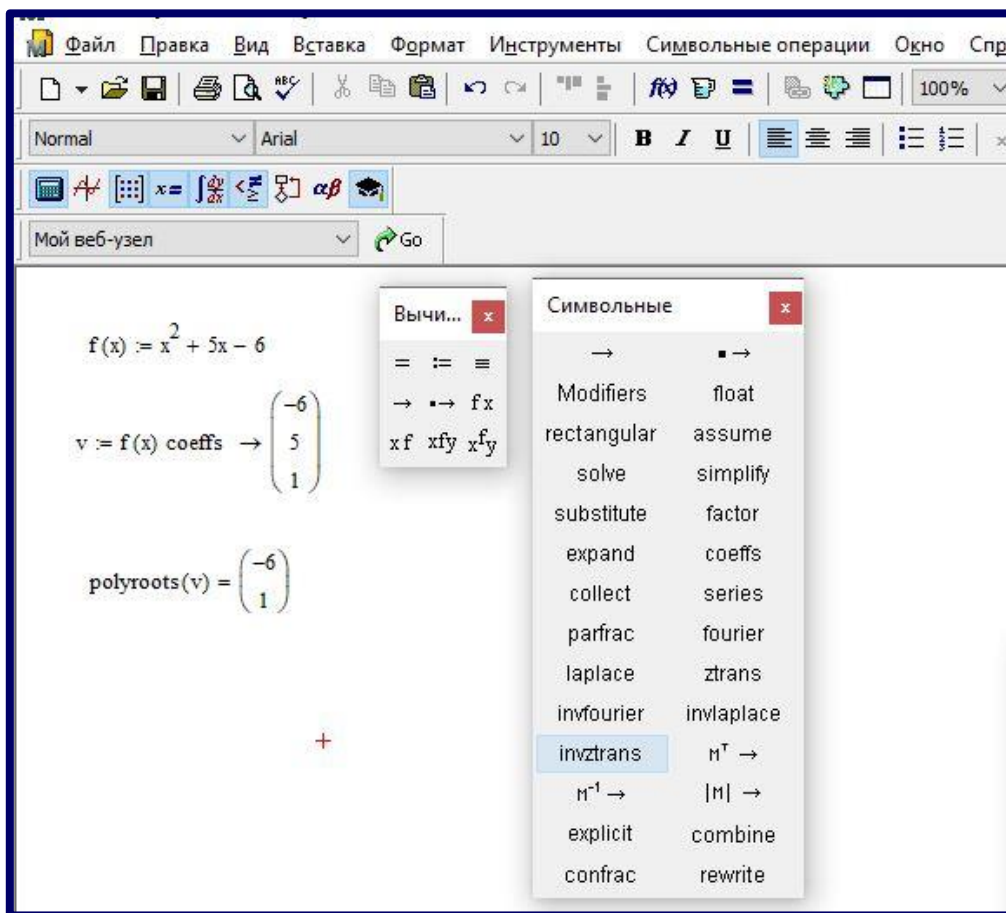 Файл Правка Вид Вставка Формат Инструменты Символьные операции Окно Спр
ABC 100%
Normal Arial 10 B I U
x= αβ
Мой веб-узел Go
f(x) := x² + 5x − 6
v := f(x) coeffs → (−6 5 1)
polyroots(v) = (−6 1)
Вычи... x
= := ≡
→ ▪→ f x
x f xfy xfy
Символьные x
→ ▪→
Modifiers float
rectangular assume
solve simplify
substitute factor
expand coeffs
collect series
parfrac fourier
laplace ztrans
invfourier invlaplace
invztrans Mᵀ →
M⁻¹ → |M| →
explicit combine
confrac rewrite